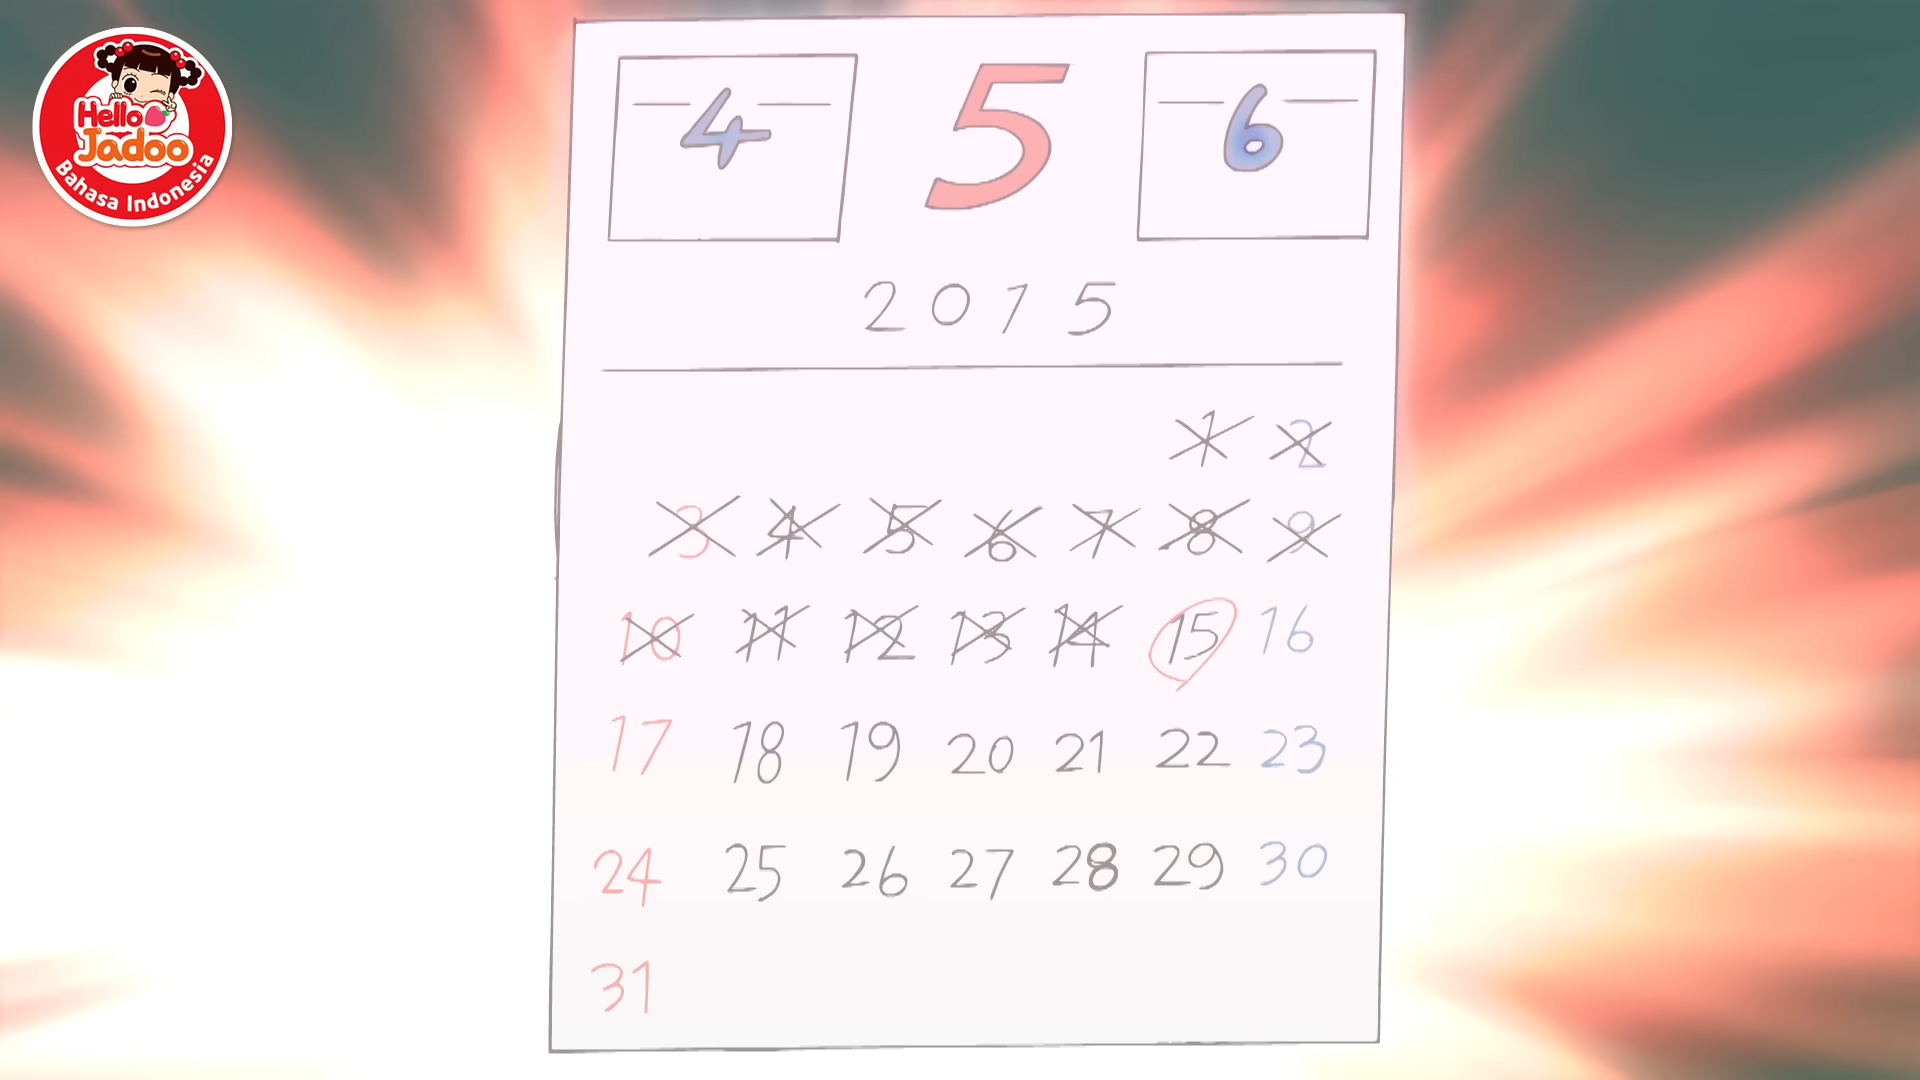 Hello
Jadoo
Bahasa Indonesia
4 5 6
2015
1 2
3 4 5 6 7 8 9
10 11 12 13 14 15 16
17 18 19 20 21 22 23
24 25 26 27 28 29 30
31